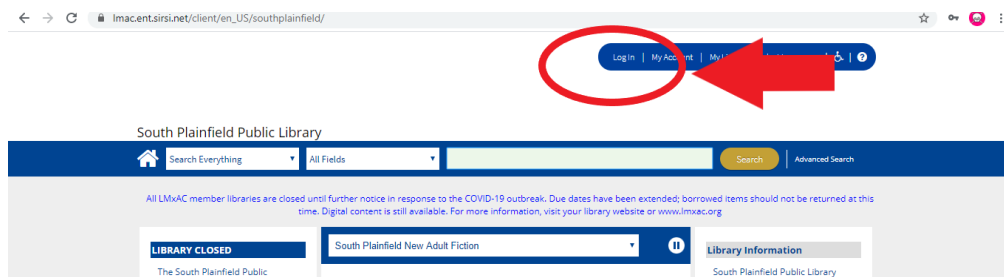 lmac.ent.sirsi.net/client/en_US/southplainfield/
Log In | My Account | My Li
South Plainfield Public Library
Search Everything All Fields Search Advanced Search
All LMxAC member libraries are closed until further notice in response to the COVID-19 outbreak. Due dates have been extended; borrowed items should not be returned at this
time. Digital content is still available. For more information, visit your library website or www.lmxac.org
LIBRARY CLOSED
The South Plainfield Public
South Plainfield New Adult Fiction
Library Information
South Plainfield Public Library